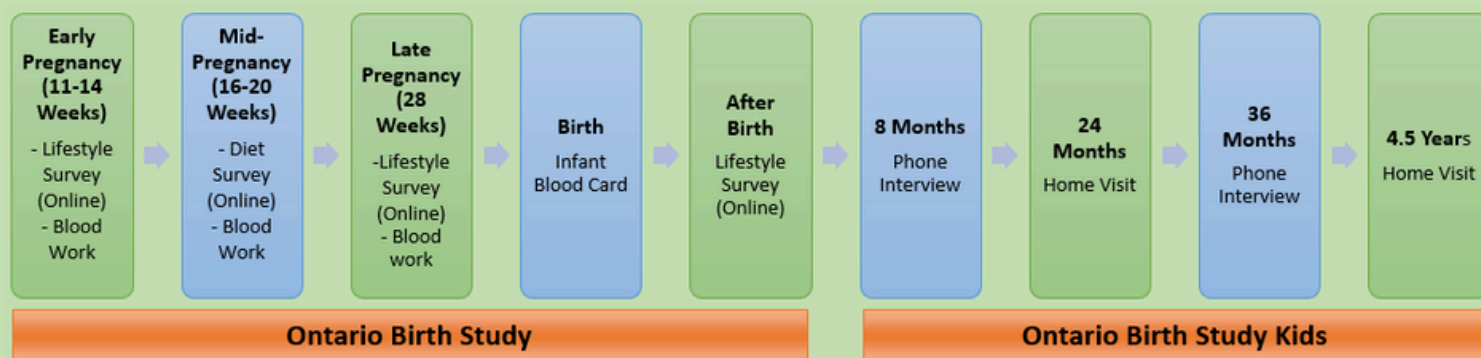 Early
Pregnancy
(11-14
Weeks)
- Lifestyle
Survey
(Online)
- Blood
Work
Mid-
Pregnancy
(16-20
Weeks)
- Diet
Survey
(Online)
- Blood
Work
Late
Pregnancy
(28
Weeks)
-Lifestyle
Survey
(Online)
- Blood
work
Birth
Infant
Blood Card
After
Birth
Lifestyle
Survey
(Online)
8 Months
Phone
Interview
24
Months
Home Visit
36
Months
Phone
Interview
4.5 Years
Home Visit
Ontario Birth Study
Ontario Birth Study Kids